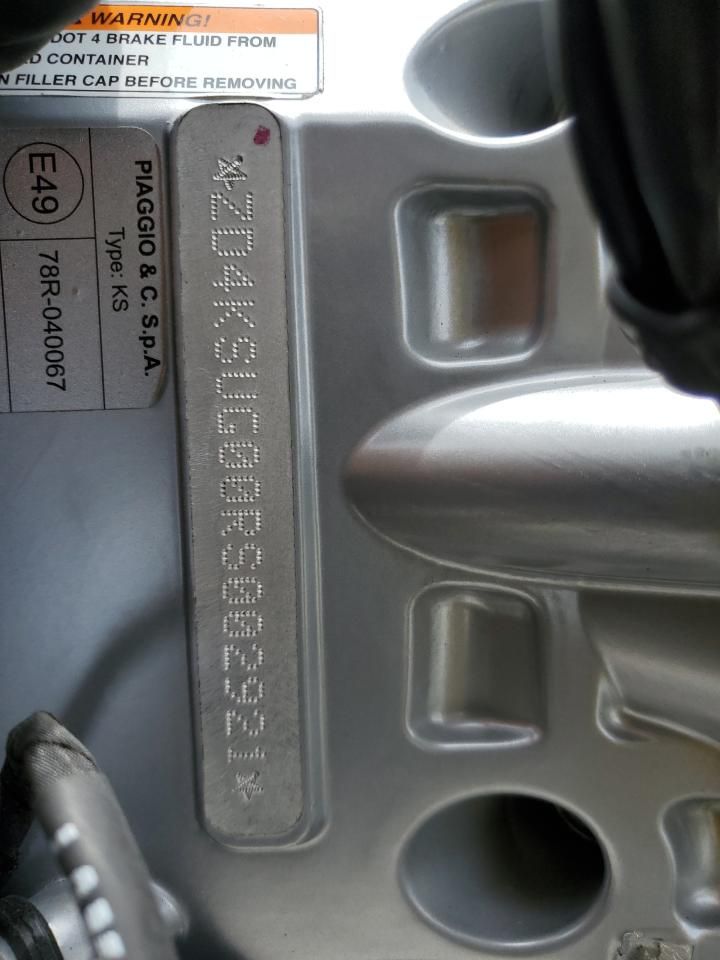 WARNING!
DOT 4 BRAKE FLUID FROM
CONTAINER
FILLER CAP BEFORE REMOVING
PIAGGIO & C. S.p.A.
Type: KS
E49
78R-040067
*ZD4KSUG00RS002921*